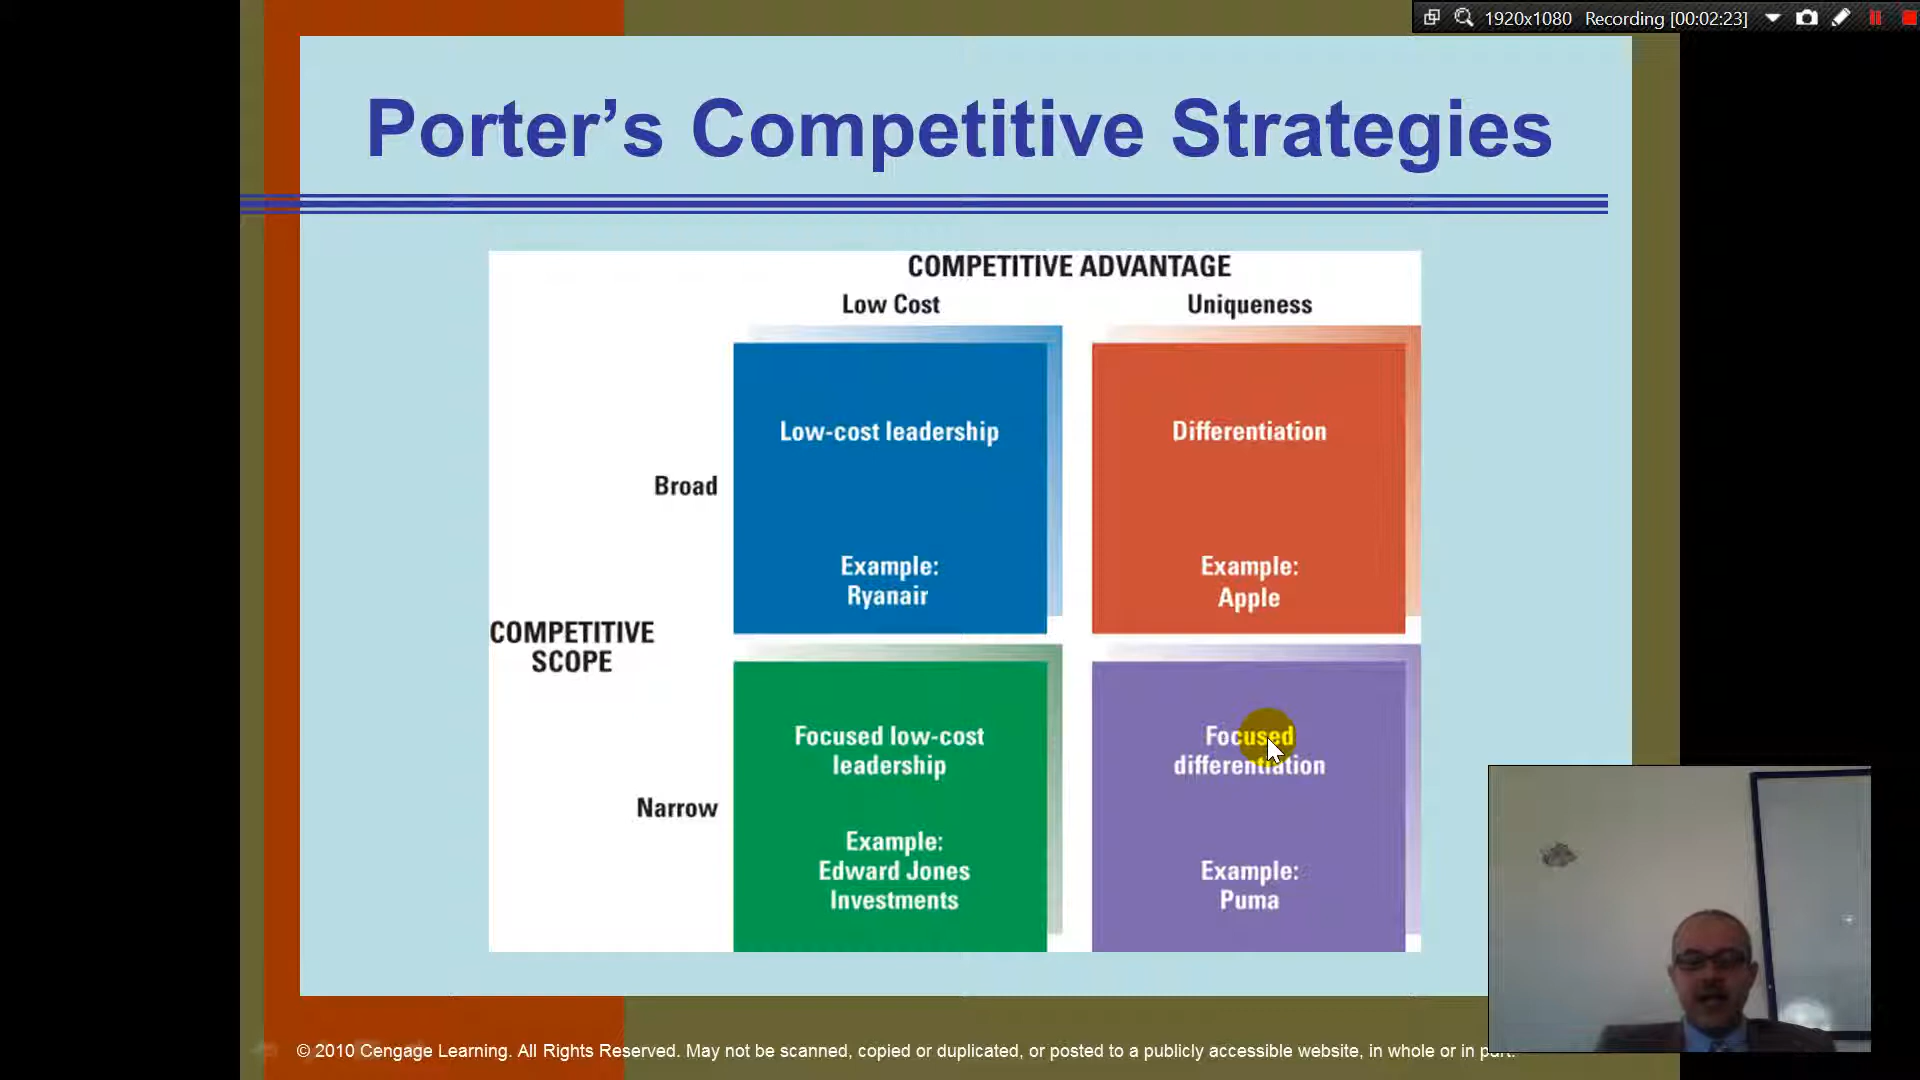 1920x1080 Recording [00:02:23]
Porter’s Competitive Strategies
COMPETITIVE ADVANTAGE
Low Cost Uniqueness
Low-cost leadership Differentiation
Broad
Example: Example:
Ryanair Apple
COMPETITIVE
SCOPE
Focused low-cost Focused
leadership differentiation
Narrow
Example:
Edward Jones Example:
Investments Puma
© 2010 Cengage Learning. All Rights Reserved. May not be scanned, copied or duplicated, or posted to a publicly accessible website, in whole or in part.